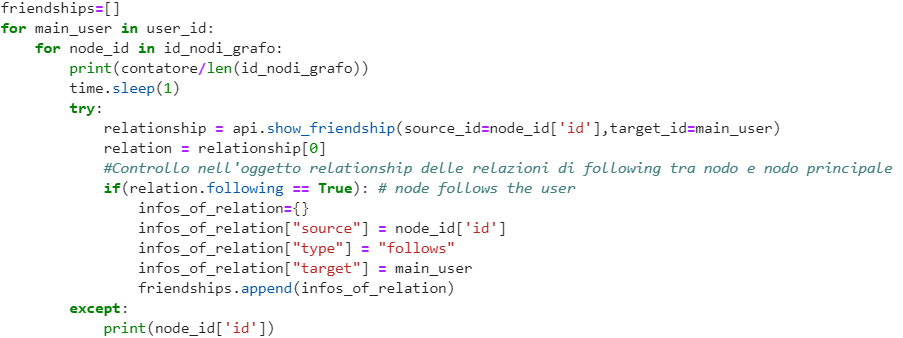 friendships=[]
for main_user in user_id:
    for node_id in id_nodi_grafo:
        print(contatore/len(id_nodi_grafo))
        time.sleep(1)
        try:
            relationship = api.show_friendship(source_id=node_id['id'],target_id=main_user)
            relation = relationship[0]
            #Controllo nell'oggetto relationship delle relazioni di following tra nodo e nodo principale
            if(relation.following == True): # node follows the user
                infos_of_relation={}
                infos_of_relation["source"] = node_id['id']
                infos_of_relation["type"] = "follows"
                infos_of_relation["target"] = main_user
                friendships.append(infos_of_relation)
        except:
            print(node_id['id'])